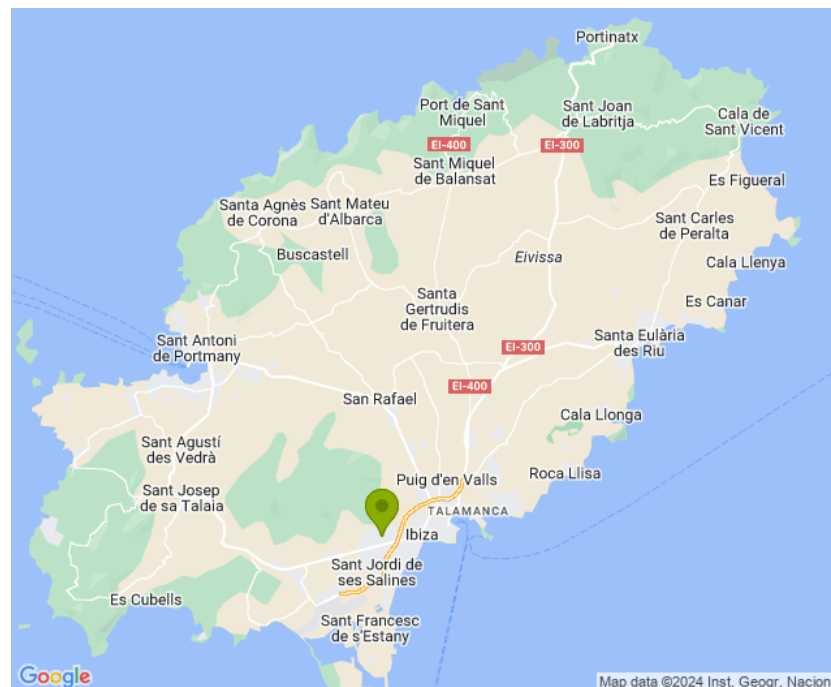 Portinatx
Port de Sant
Miquel
Sant Joan
de Labritja
Cala de
Sant Vicent
EI-400
EI-300
Sant Miquel
de Balansat
Es Figueral
Santa Agnès
de Corona
Sant Mateu
d'Albarca
Sant Carles
de Peralta
Buscastell
Eivissa
Cala Llenya
Santa
Gertrudis
de Fruitera
Es Canar
Sant Antoni
de Portmany
Santa Eulària
des Riu
EI-300
EI-400
San Rafael
Cala Llonga
Sant Agustí
des Vedrà
Roca Llisa
Puig d'en Valls
Sant Josep
de sa Talaia
TALAMANCA
Ibiza
Sant Jordi de
ses Salines
Es Cubells
Sant Francesc
de s'Estany
Google
Map data ©2024 Inst. Geogr. Nacion